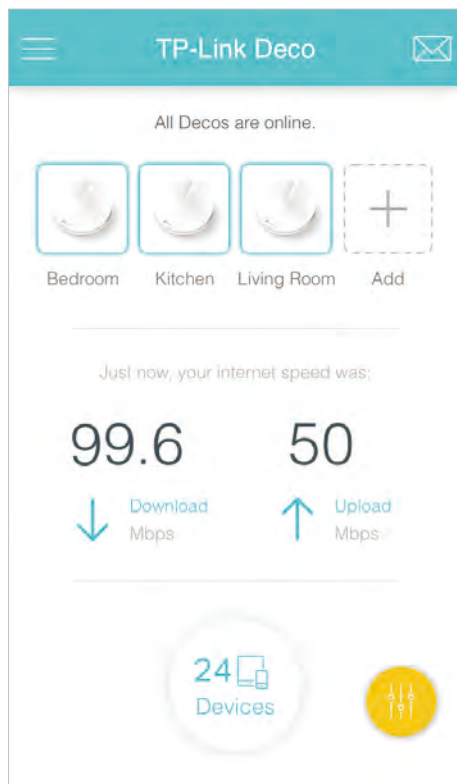 TP-Link Deco
All Decos are online.
Bedroom Kitchen Living Room Add
Just now, your internet speed was:
99.6 50
Download Upload
Mbps Mbps
24
Devices